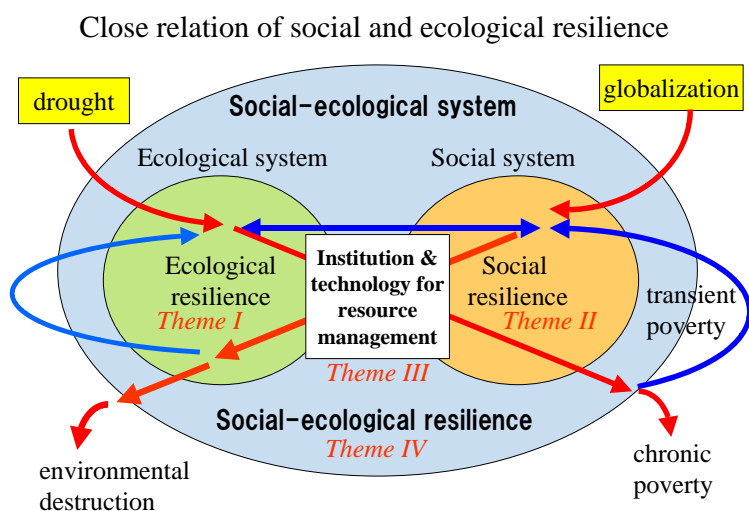 Close relation of social and ecological resilience
drought
globalization
Social-ecological system
Ecological system
Social system
Ecological
resilience
Theme I
Institution &
technology for
resource
management
Social
resilience
Theme II
transient
poverty
Theme III
Social-ecological resilience
Theme IV
environmental
destruction
chronic
poverty